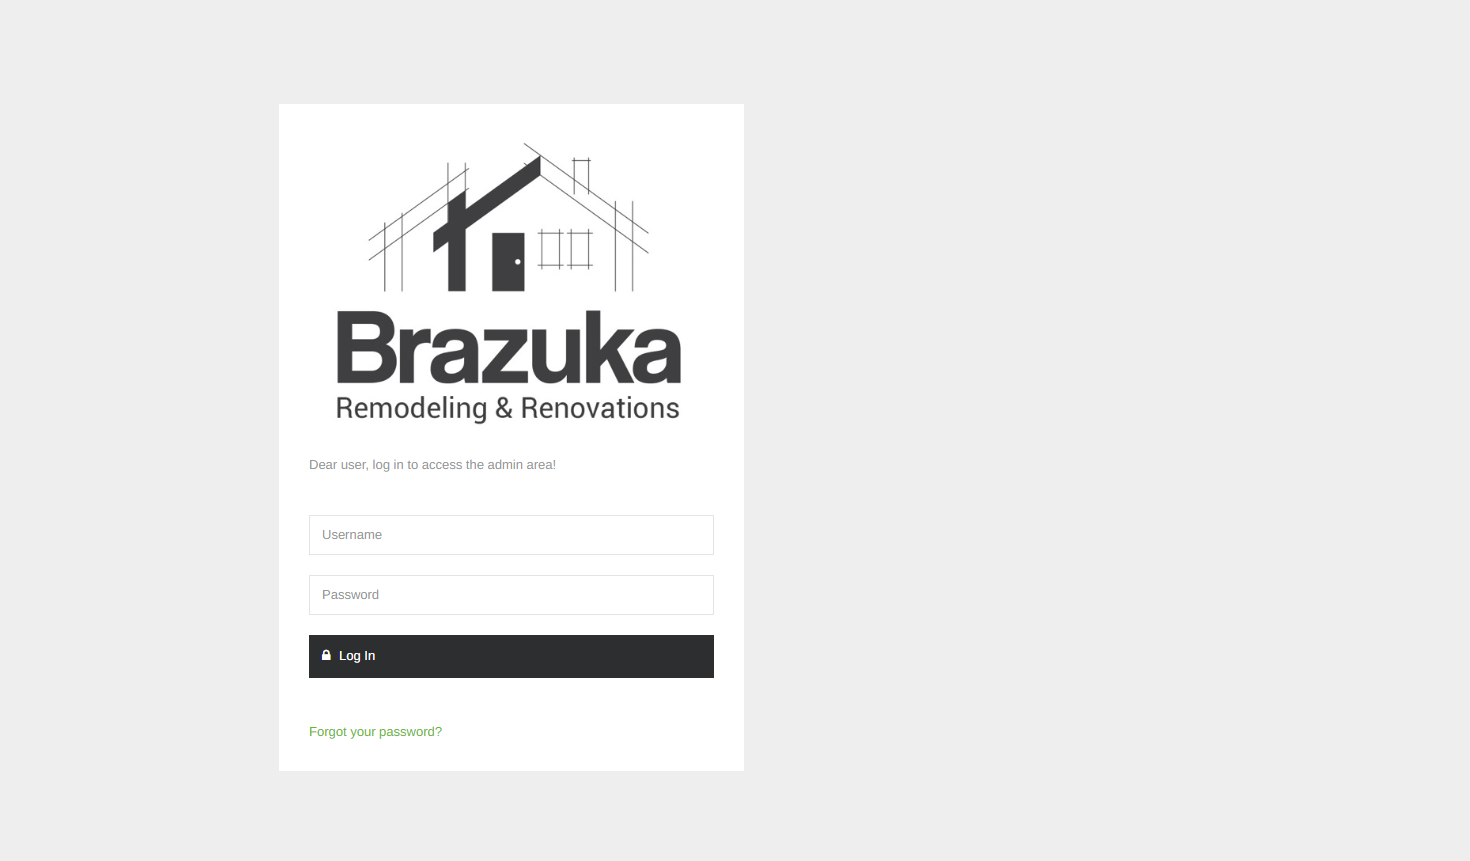 Brazuka
Remodeling & Renovations
Dear user, log in to access the admin area!
Username
Password
Log In
Forgot your password?